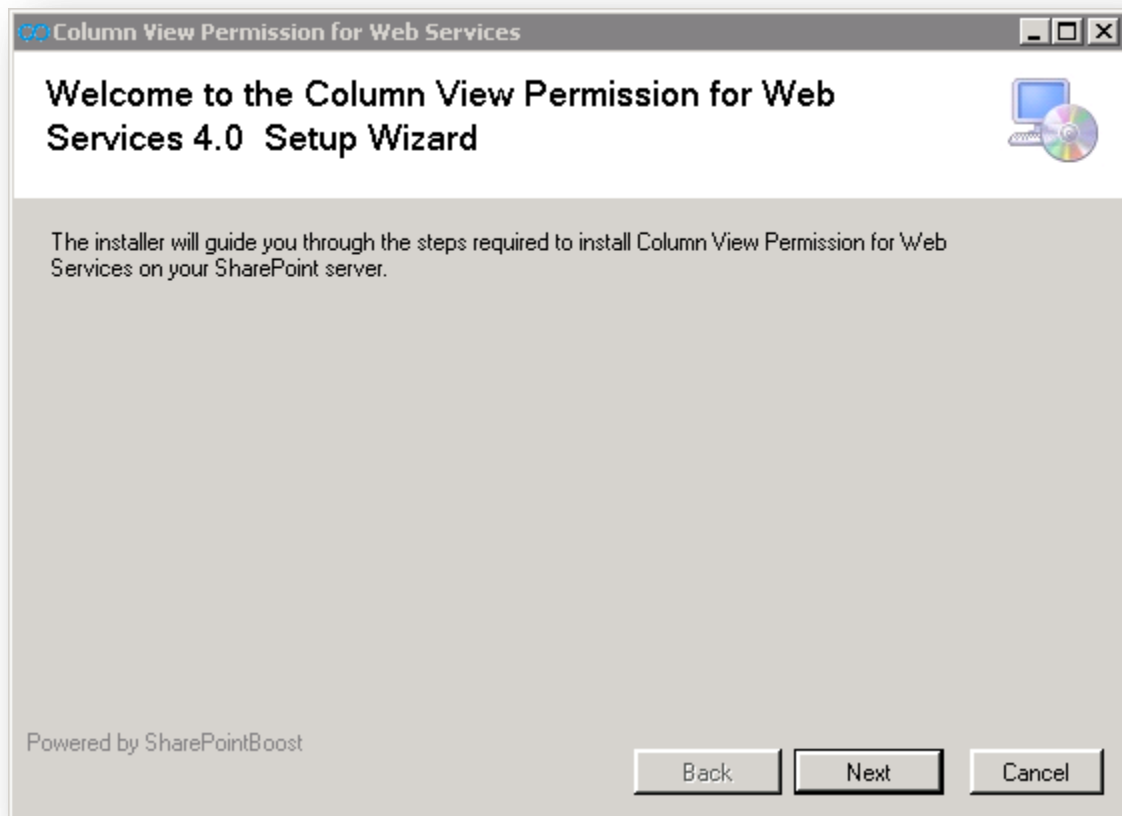 Column View Permission for Web Services
Welcome to the Column View Permission for Web
Services 4.0  Setup Wizard
The installer will guide you through the steps required to install Column View Permission for Web
Services on your SharePoint server.
Powered by SharePointBoost
Back
Next
Cancel